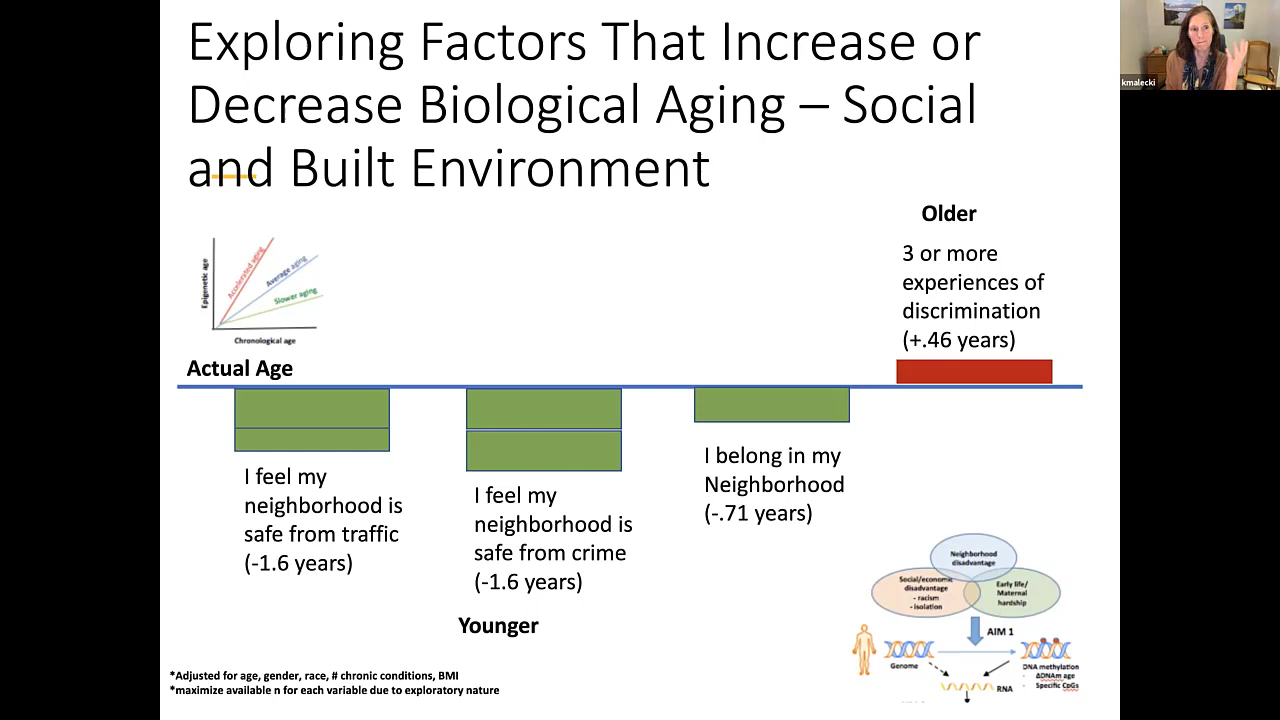 Exploring Factors That Increase or
Decrease Biological Aging – Social
and Built Environment
kmalecki
Older
3 or more
experiences of
discrimination
(+.46 years)
Epigenetic age
Accelerated aging
Average aging
Slower aging
Chronological age
Actual Age
I feel my
neighborhood is
safe from traffic
(-1.6 years)
I feel my
neighborhood is
safe from crime
(-1.6 years)
I belong in my
Neighborhood
(-.71 years)
Younger
Neighborhood
disadvantage
Social/economic
disadvantage
- racism
- isolation
Early life/
Maternal
hardship
AIM 1
Genome
DNA methylation
- ΔDNAm age
- Specific CpGs
RNA
*Adjusted for age, gender, race, # chronic conditions, BMI
*maximize available n for each variable due to exploratory nature